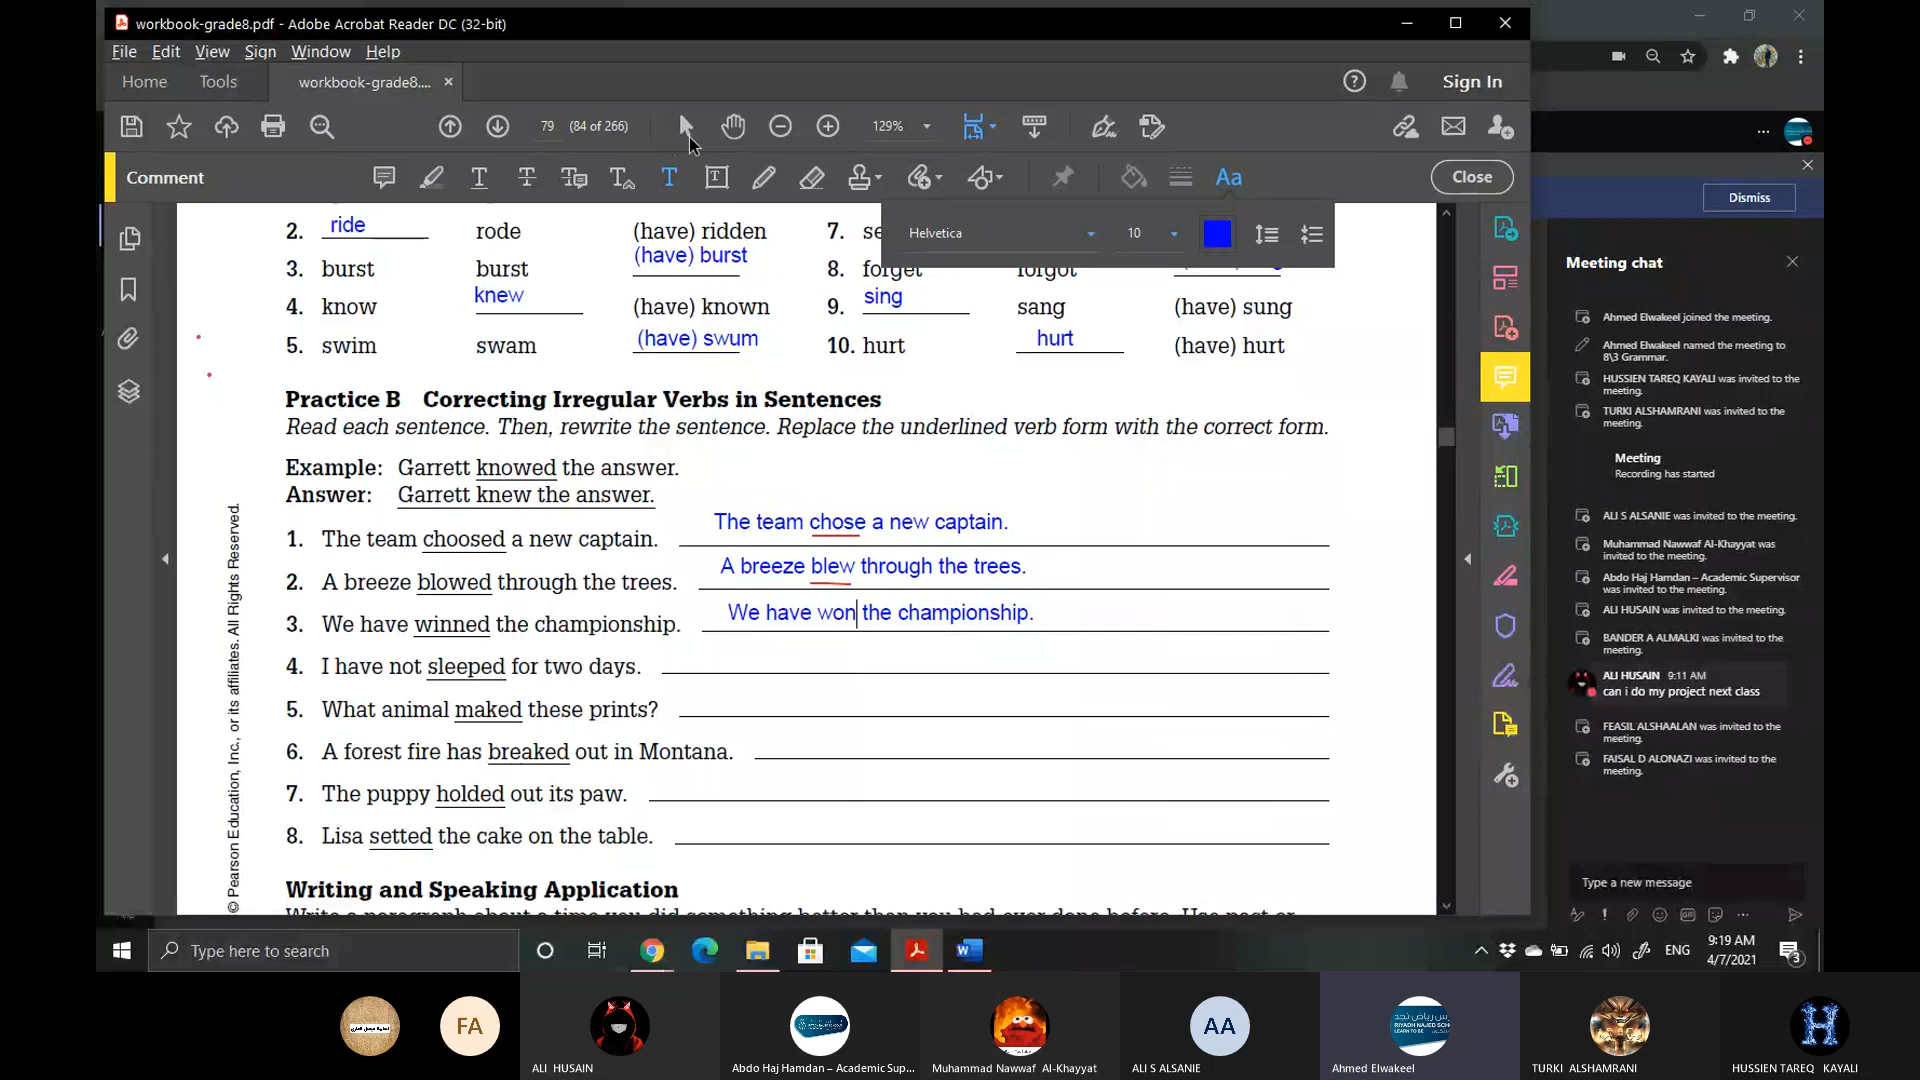 workbook-grade8.pdf - Adobe Acrobat Reader DC (32-bit)
File Edit View Sign Window Help
Home Tools workbook-grade8.... × Sign In
79 (84 of 266) 129%
Comment Close
Helvetica 10
2. ride rode (have) ridden 7.
3. burst burst (have) burst 8. forget forgot
4. know knew (have) known 9. sing sang (have) sung
5. swim swam (have) swum 10. hurt hurt (have) hurt
Practice B Correcting Irregular Verbs in Sentences
Read each sentence. Then, rewrite the sentence. Replace the underlined verb form with the correct form.
Example: Garrett knowed the answer.
Answer: Garrett knew the answer.
1. The team choosed a new captain. The team chose a new captain.
2. A breeze blowed through the trees. A breeze blew through the trees.
3. We have winned the championship. We have won the championship.
4. I have not sleeped for two days.
5. What animal maked these prints?
6. A forest fire has breaked out in Montana.
7. The puppy holded out its paw.
8. Lisa setted the cake on the table.
Writing and Speaking Application
© Pearson Education, Inc., or its affiliates. All Rights Reserved.
Dismiss
Meeting chat
Ahmed Elwakeel joined the meeting.
Ahmed Elwakeel named the meeting to
8\3 Grammar.
HUSSIEN TAREQ KAYALI was invited to the
meeting.
TURKI ALSHAMRANI was invited to the
meeting.
Meeting
Recording has started
ALI S ALSANIE was invited to the meeting.
Muhammad Nawwaf Al-Khayyat was
invited to the meeting.
Abdo Haj Hamdan – Academic Supervisor
was invited to the meeting.
ALI HUSAIN was invited to the meeting.
BANDER A ALMALKI was invited to the
meeting.
ALI HUSAIN 9:11 AM
can i do my project next class
FEASIL ALSHAALAN was invited to the
meeting.
FAISAL D ALONAZI was invited to the
meeting.
Type a new message
Type here to search
ENG
9:19 AM
4/7/2021
3
FA
AA
ALI HUSAIN
Abdo Haj Hamdan – Academic Sup...
Muhammad Nawwaf Al-Khayyat
ALI S ALSANIE
Ahmed Elwakeel
TURKI ALSHAMRANI
HUSSIEN TAREQ KAYALI